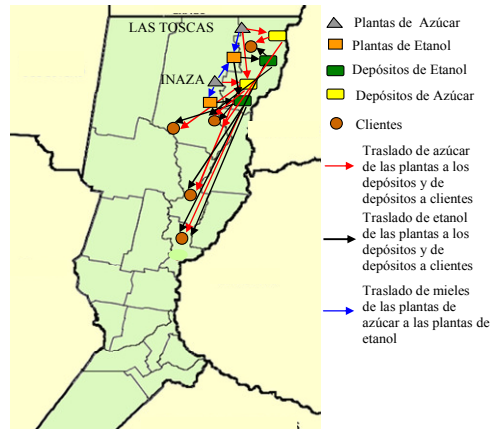 LAS TOSCAS
INAZA
Plantas de Azúcar
Plantas de Etanol
Depósitos de Etanol
Depósitos de Azúcar
Clientes
Traslado de azúcar
de las plantas a los
depósitos y de
depósitos a clientes
Traslado de etanol
de las plantas a los
depósitos y de
depósitos a clientes
Traslado de mieles
de las plantas de
azúcar a las plantas de
etanol